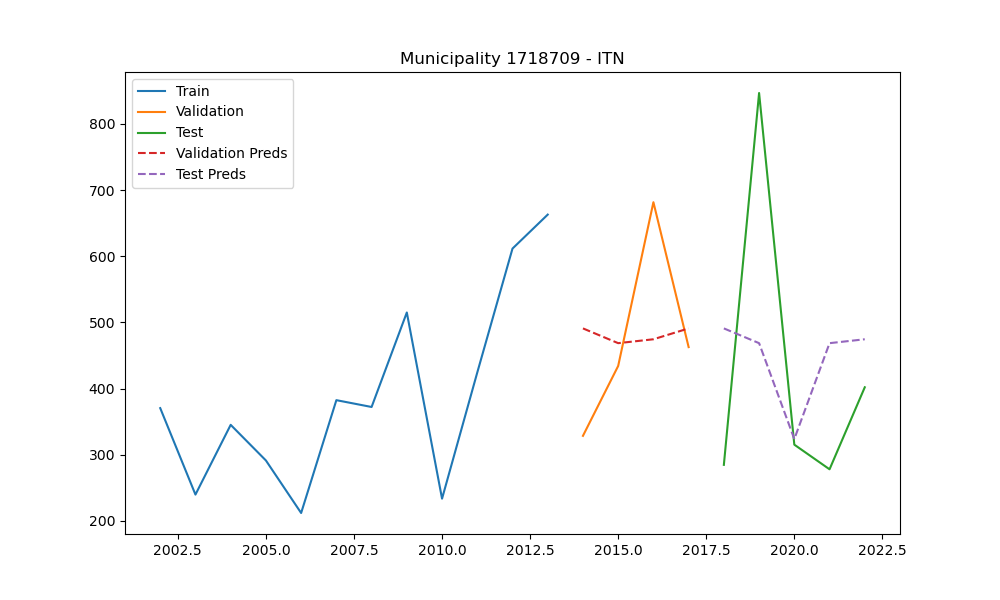 Municipality 1718709 - ITN
Train
Validation
Test
Validation Preds
Test Preds
800
700
600
500
400
300
200
2002.5 2005.0 2007.5 2010.0 2012.5 2015.0 2017.5 2020.0 2022.5